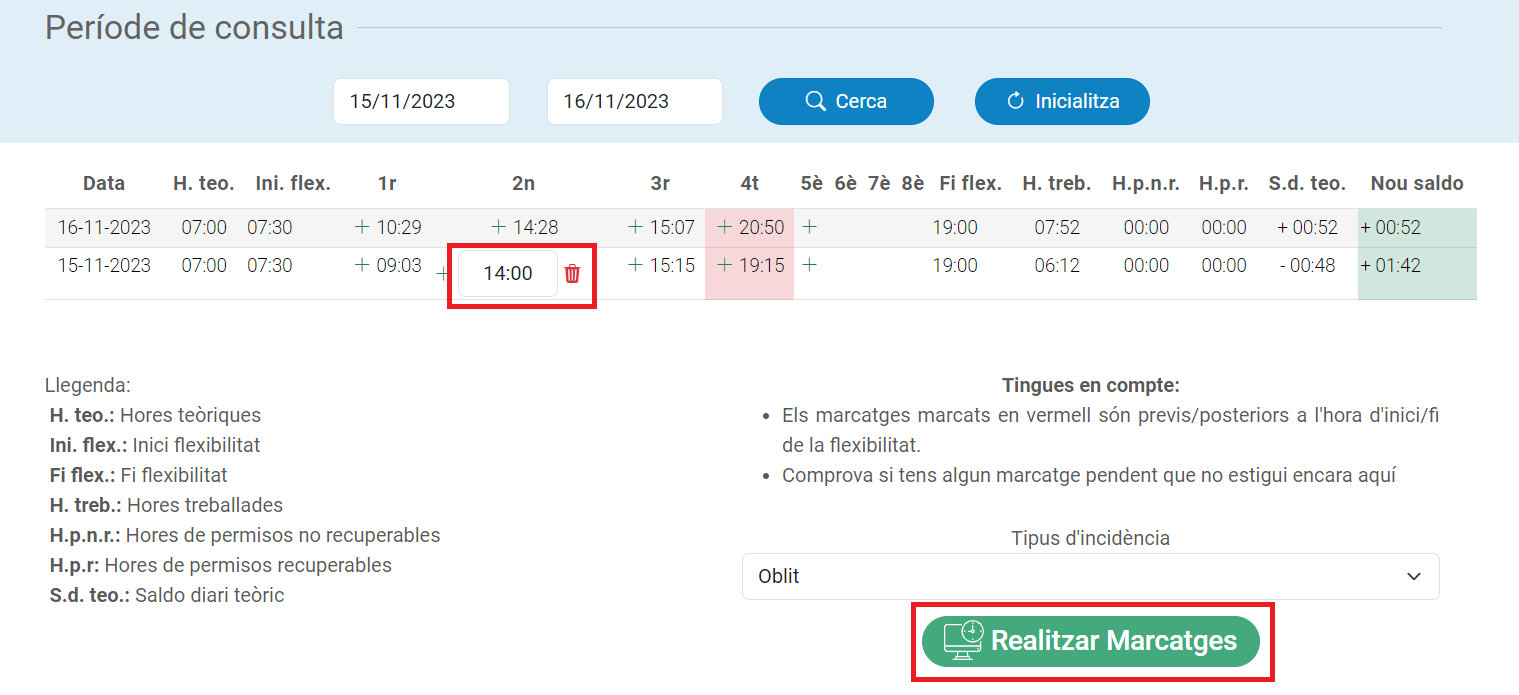 Període de consulta
15/11/2023 16/11/2023 Cerca Inicialitza
Data H. teo. Ini. flex. 1r 2n 3r 4t 5è 6è 7è 8è Fi flex. H. treb. H.p.n.r. H.p.r. S.d. teo. Nou saldo
16-11-2023 07:00 07:30 + 10:29 + 14:28 + 15:07 + 20:50 + 19:00 07:52 00:00 00:00 + 00:52 + 00:52
15-11-2023 07:00 07:30 + 09:03 + 14:00 + 15:15 + 19:15 + 19:00 06:12 00:00 00:00 - 00:48 + 01:42
Llegenda:
H. teo.: Hores teòriques
Ini. flex.: Inici flexibilitat
Fi flex.: Fi flexibilitat
H. treb.: Hores treballades
H.p.n.r.: Hores de permisos no recuperables
H.p.r: Hores de permisos recuperables
S.d. teo.: Saldo diari teòric
Tingues en compte:
• Els marcatges marcats en vermell són previs/posteriors a l'hora d'inici/fi
de la flexibilitat.
• Comprova si tens algun marcatge pendent que no estigui encara aquí
Tipus d'incidència
Oblit
Realitzar Marcatges